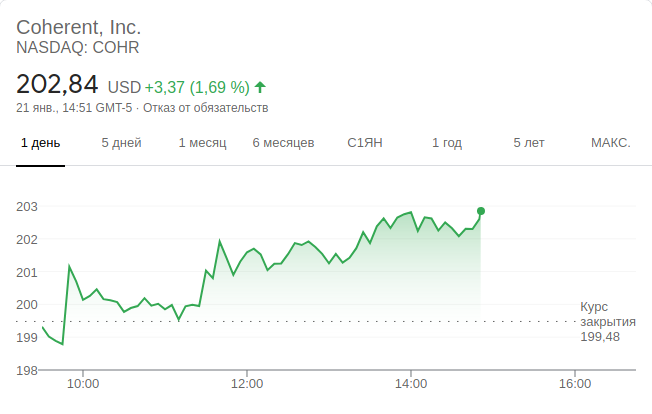 Coherent, Inc.
NASDAQ: COHR
202,84 USD +3,37 (1,69 %)
21 янв., 14:51 GMT-5 · Отказ от обязательств
1 день 5 дней 1 месяц 6 месяцев С1ЯН 1 год 5 лет МАКС.
203
202
201
200
199
198
Курс
закрытия
199,48
10:00 12:00 14:00 16:00